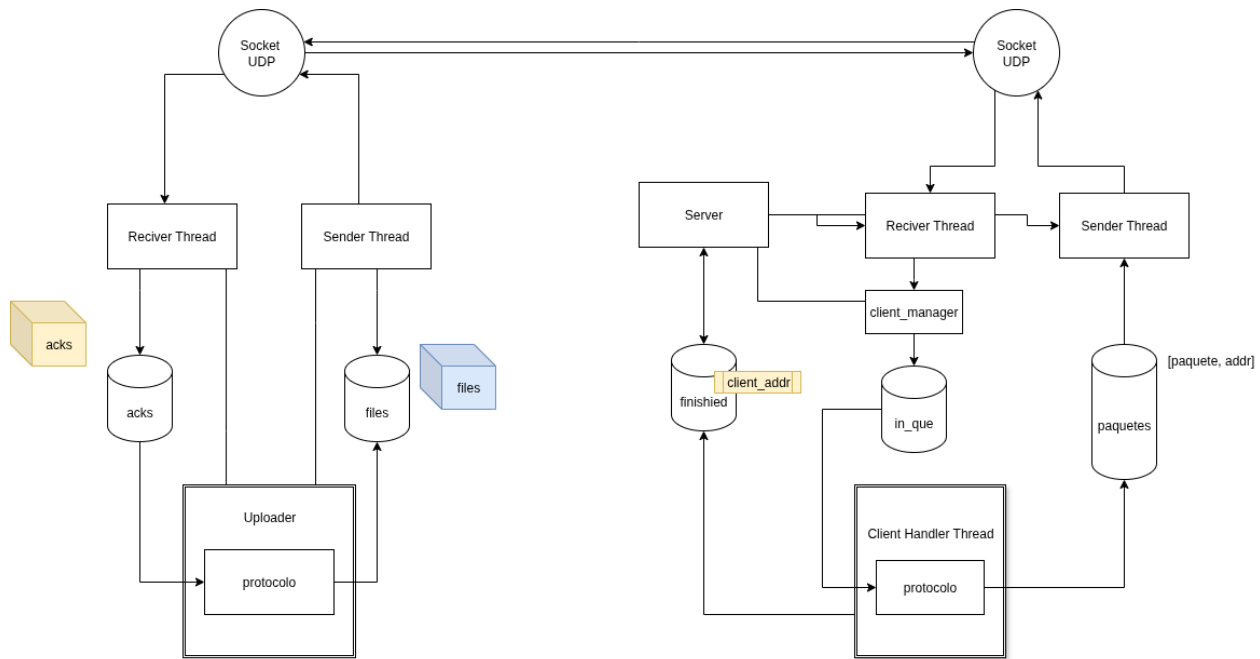 Socket
UDP
Socket
UDP
Reciver Thread
Sender Thread
Server
Reciver Thread
Sender Thread
client_manager
acks
acks
files
files
finishied
client_addr
in_que
[paquete, addr]
paquetes
Uploader
protocolo
Client Handler Thread
protocolo